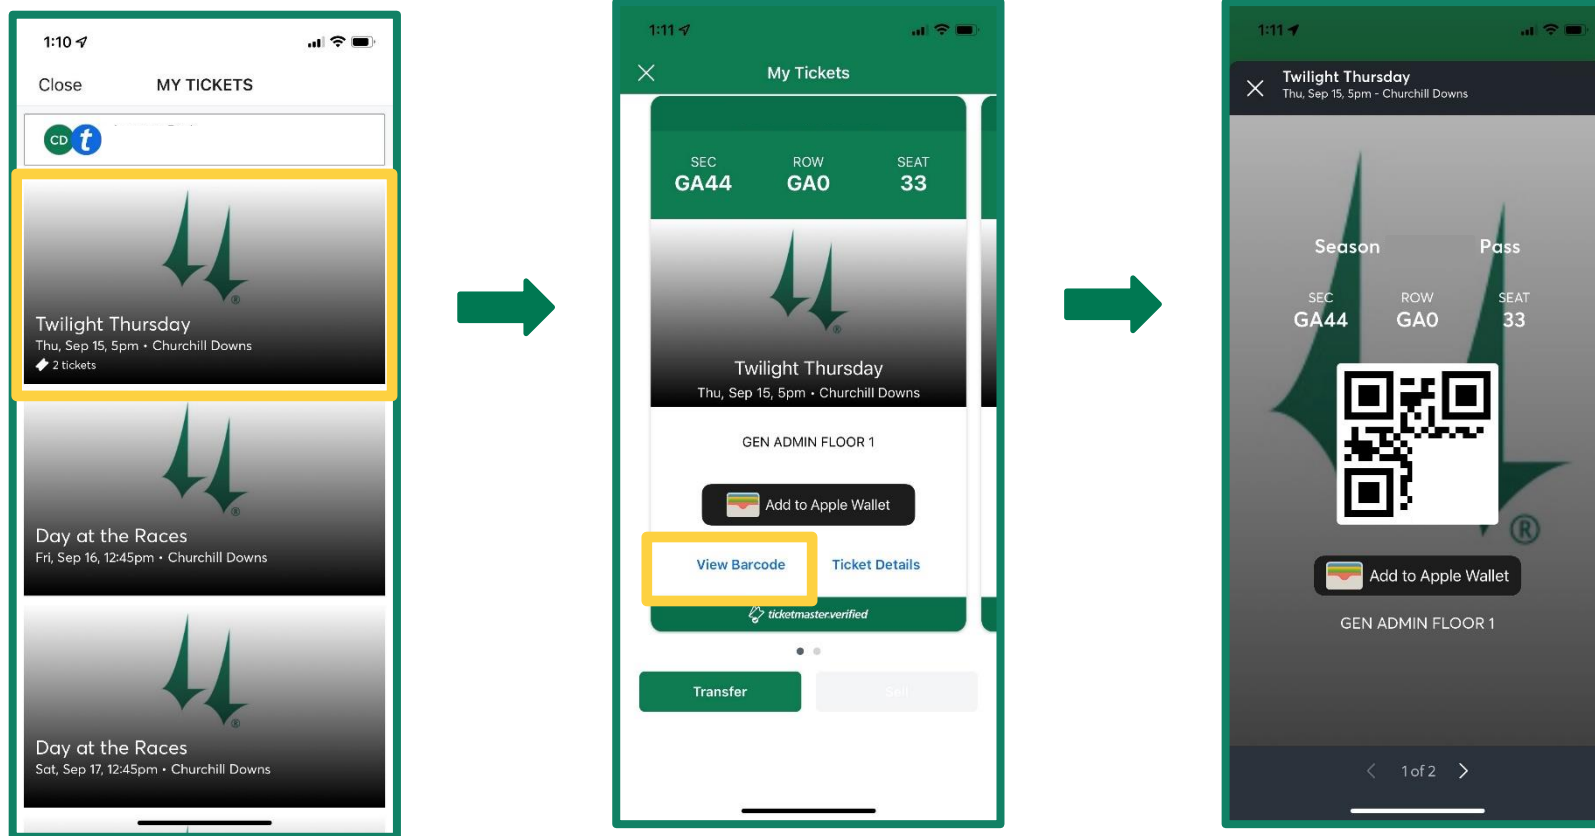 1:10
Close MY TICKETS
CD t
Twilight Thursday
Thu, Sep 15, 5pm • Churchill Downs
2 tickets
®
Day at the Races
Fri, Sep 16, 12:45pm • Churchill Downs
®
Day at the Races
Sat, Sep 17, 12:45pm • Churchill Downs
®
1:11
My Tickets
SEC ROW SEAT
GA44 GA0 33
®
Twilight Thursday
Thu, Sep 15, 5pm • Churchill Downs
GEN ADMIN FLOOR 1
Add to Apple Wallet
View Barcode Ticket Details
ticketmaster.verified
Transfer Sell
1:11
Twilight Thursday
Thu, Sep 15, 5pm - Churchill Downs
Season Pass
SEC ROW SEAT
GA44 GA0 33
®
Add to Apple Wallet
GEN ADMIN FLOOR 1
1 of 2